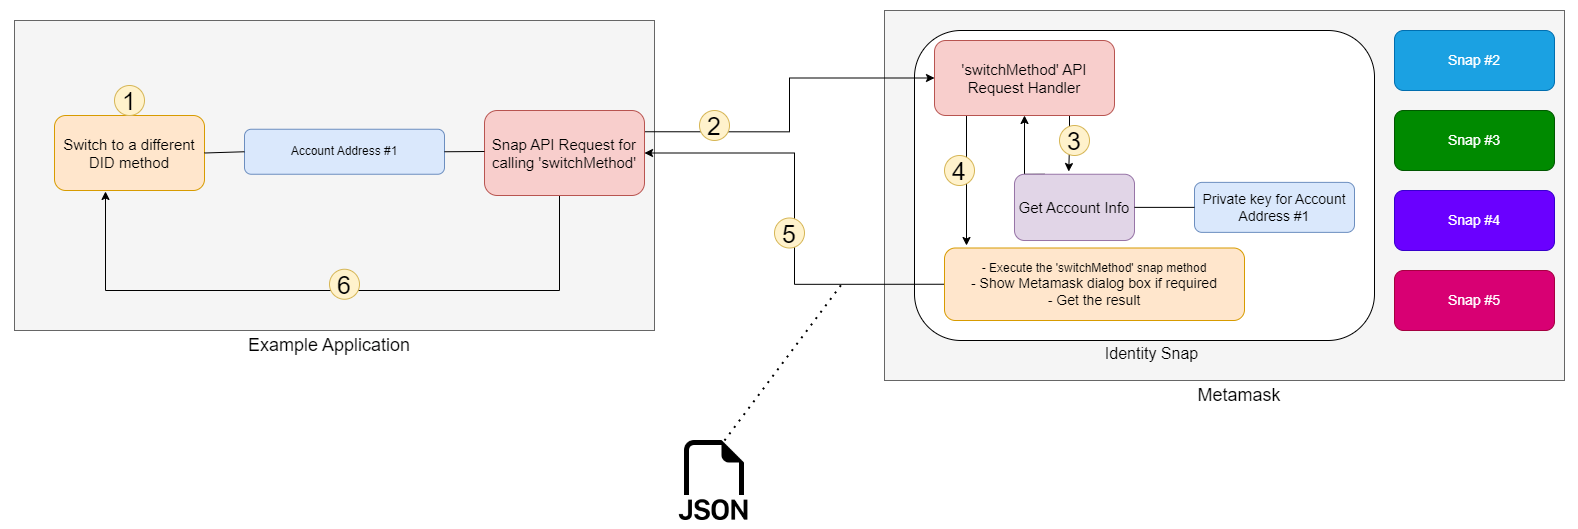 1
Switch to a different
DID method
Account Address #1
Snap API Request for
calling 'switchMethod'
2
5
6
Example Application
'switchMethod' API
Request Handler
3
4
Get Account Info
Private key for Account
Address #1
- Execute the 'switchMethod' snap method
- Show Metamask dialog box if required
- Get the result
Identity Snap
Snap #2
Snap #3
Snap #4
Snap #5
Metamask
JSON